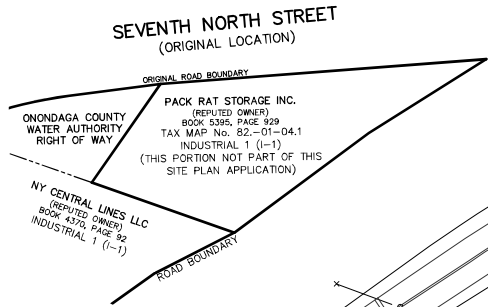 SEVENTH NORTH STREET
(ORIGINAL LOCATION)
ORIGINAL ROAD BOUNDARY
ONONDAGA COUNTY
WATER AUTHORITY
RIGHT OF WAY
PACK RAT STORAGE INC.
(REPUTED OWNER)
BOOK 5395, PAGE 929
TAX MAP No. 82.-01-04.1
INDUSTRIAL 1 (I-1)
(THIS PORTION NOT PART OF THIS
SITE PLAN APPLICATION)
NY CENTRAL LINES LLC
(REPUTED OWNER)
BOOK 4370, PAGE 92
INDUSTRIAL 1 (I-1)
ROAD BOUNDARY